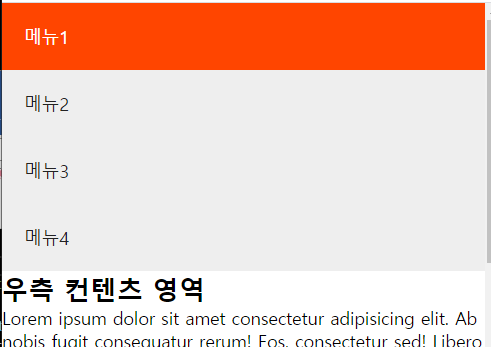 메뉴1
메뉴2
메뉴3
메뉴4
우측 컨텐츠 영역
Lorem ipsum dolor sit amet consectetur adipisicing elit. Ab
nobis fugit consequatur rerum! Eos, consectetur sed! Libero